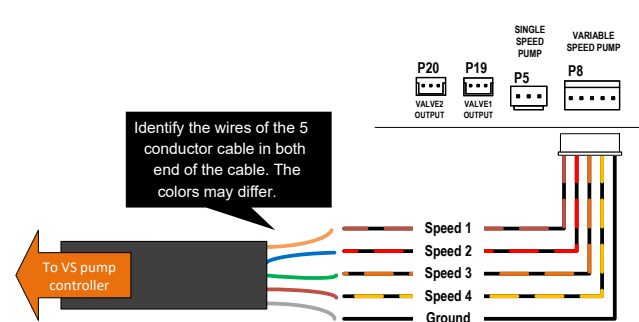 SINGLE
SPEED
PUMP
VARIABLE
SPEED PUMP
P20
P19
P5
P8
VALVE2
OUTPUT
VALVE1
OUTPUT
Identify the wires of the 5
conductor cable in both
end of the cable. The
colors may differ.
To VS pump
controller
Speed 1
Speed 2
Speed 3
Speed 4
Ground